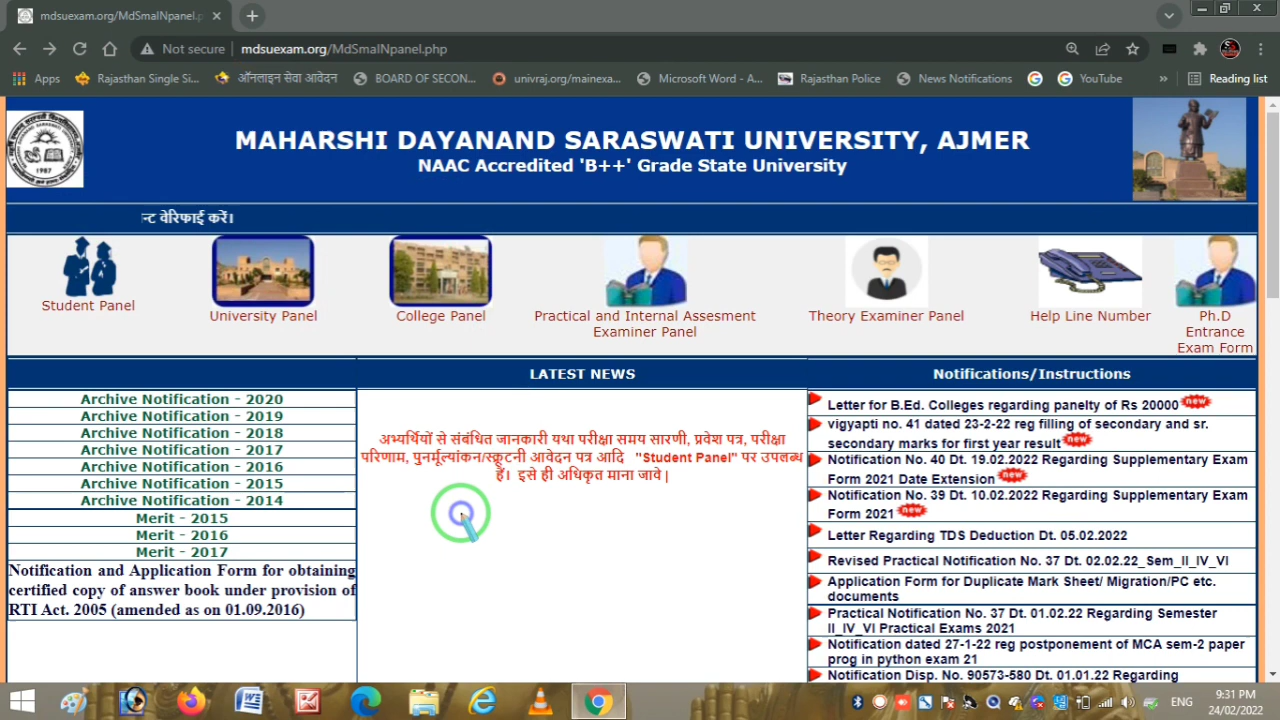 mdsuexam.org/MdSmaINpanel.p
Not secure
mdsuexam.org/MdSmaINpanel.php
Apps
Rajasthan Single Si...
ऑनलाइन सेवा आवेदन
BOARD OF SECON...
univraj.org/mainexa...
Microsoft Word - A...
Rajasthan Police
News Notifications
YouTube
»
Reading list
1987
MAHARSHI DAYANAND SARASWATI UNIVERSITY, AJMER
NAAC Accredited 'B++' Grade State University
न्ट वेरिफाई करें।
Student Panel
University Panel
College Panel
Practical and Internal Assesment
Examiner Panel
Theory Examiner Panel
Help Line Number
Ph.D
Entrance
Exam Form
LATEST NEWS
Notifications/Instructions
Archive Notification - 2020
Archive Notification - 2019
Archive Notification - 2018
Archive Notification - 2017
Archive Notification - 2016
Archive Notification - 2015
Archive Notification - 2014
Merit - 2015
Merit - 2016
Merit - 2017
Notification and Application Form for obtaining
certified copy of answer book under provision of
RTI Act. 2005 (amended as on 01.09.2016)
अभ्यर्थियों से संबंधित जानकारी यथा परीक्षा समय सारणी, प्रवेश पत्र, परीक्षा
परिणाम, पुनर्मूल्यांकन/स्क्रूटनी आवेदन पत्र आदि "Student Panel" पर उपलब्ध
हैं। इसे ही अधिकृत माना जावे |
Letter for B.Ed. Colleges regarding panelty of Rs 20000 new
vigyapti no. 41 dated 23-2-22 reg filling of secondary and sr.
secondary marks for first year result new
Notification No. 40 Dt. 19.02.2022 Regarding Supplementary Exam
Form 2021 Date Extension new
Notification No. 39 Dt. 10.02.2022 Regarding Supplementary Exam
Form 2021 new
Letter Regarding TDS Deduction Dt. 05.02.2022
Revised Practical Notification No. 37 Dt. 02.02.22_Sem_II_IV_VI
Application Form for Duplicate Mark Sheet/ Migration/PC etc.
documents
Practical Notification No. 37 Dt. 01.02.22 Regarding Semester
II_IV_VI Practical Exams 2021
Notification dated 27-1-22 reg postponement of MCA sem-2 paper
prog in python exam 21
Notification Disp. No. 90573-580 Dt. 01.01.22 Regarding
ENG
9:31 PM
24/02/2022